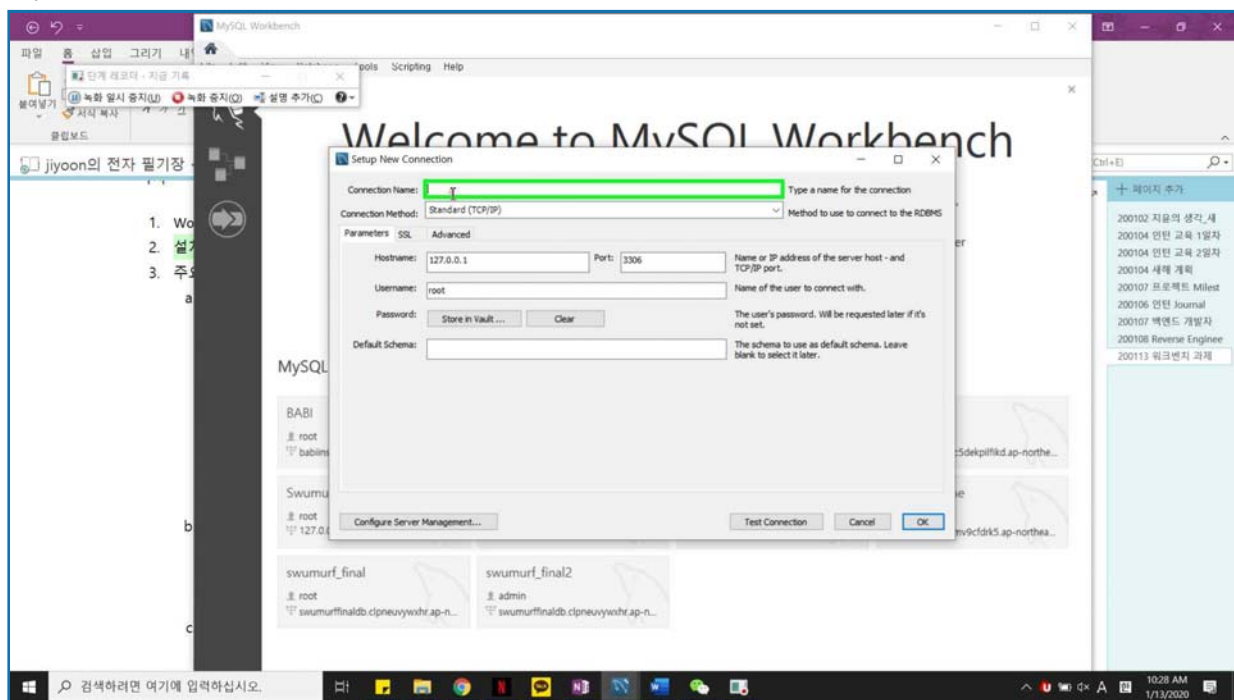 MySQL Workbench
파일 홈 삽입 그리기
Tools Scripting Help
단계 레코더 - 지금 기록
녹화 일시 중지(U) 녹화 중지(O) 설명 추가(C)
붙여넣기
서식 복사
클립보드
Welcome to MySQL Workbench
jiyoon의 전자 필기장
Ctrl+E)
페이지 추가
200102 지윤의 생각_새
200104 인턴 교육 1일차
200104 인턴 교육 2일차
200104 새해 계획
200107 프로젝트 Milest
200106 인턴 Journal
200107 백엔드 개발자
200108 Reverse Enginee
200113 워크벤치 과제
1. Wo
2. 설치
3. 주요
a
b
c
Setup New Connection
Connection Name: Type a name for the connection
Connection Method: Standard (TCP/IP) Method to use to connect to the RDBMS
Parameters SSL Advanced
Hostname: 127.0.0.1 Port: 3306 Name or IP address of the server host - and
TCP/IP port.
Username: root Name of the user to connect with.
Password: Store in Vault ... Clear The user's password. Will be requested later if it's
not set.
Default Schema: The schema to use as default schema. Leave
blank to select it later.
Configure Server Management... Test Connection Cancel OK
MySQL
BABI
root
babiins
Swumu
root
127.0.0
swumurf_final
root
swumurffinaldb.clpneuvywxhr.ap-n...
swumurf_final2
admin
swumurffinaldb.clpneuvywxhr.ap-n...
검색하려면 여기에 입력하십시오.
A
10:28 AM
1/13/2020